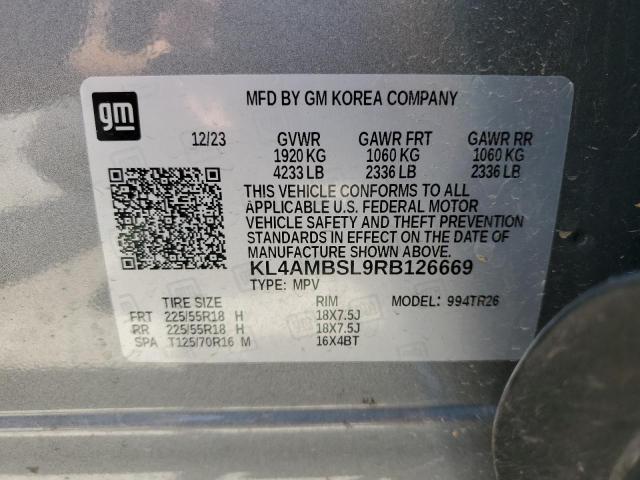 gm
MFD BY GM KOREA COMPANY
12/23 GVWR GAWR FRT GAWR RR
1920 KG 1060 KG 1060 KG
4233 LB 2336 LB 2336 LB
THIS VEHICLE CONFORMS TO ALL
APPLICABLE U.S. FEDERAL MOTOR
VEHICLE SAFETY AND THEFT PREVENTION
STANDARDS IN EFFECT ON THE DATE OF
MANUFACTURE SHOWN ABOVE.
KL4AMBSL9RB126669
TYPE: MPV
TIRE SIZE RIM MODEL: 994TR26
FRT 225/55R18 H 18X7.5J
RR 225/55R18 H 18X7.5J
SPA T125/70R16 M 16X4BT